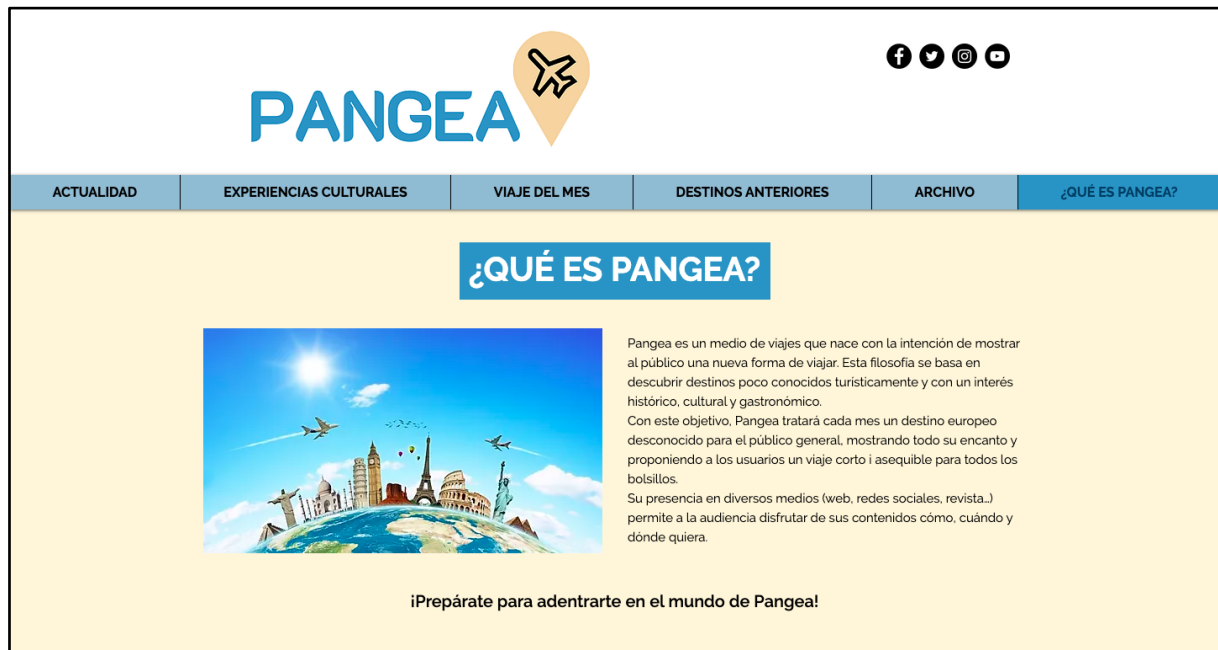 PANGEA
ACTUALIDAD
EXPERIENCIAS CULTURALES
VIAJE DEL MES
DESTINOS ANTERIORES
ARCHIVO
¿QUÉ ES PANGEA?
¿QUÉ ES PANGEA?
Pangea es un medio de viajes que nace con la intención de mostrar
al público una nueva forma de viajar. Esta filosofía se basa en
descubrir destinos poco conocidos turísticamente y con un interés
histórico, cultural y gastronómico.
Con este objetivo, Pangea tratará cada mes un destino europeo
desconocido para el público general, mostrando todo su encanto y
proponiendo a los usuarios un viaje corto i asequible para todos los
bolsillos.
Su presencia en diversos medios (web, redes sociales, revista...)
permite a la audiencia disfrutar de sus contenidos cómo, cuándo y
dónde quiera.
¡Prepárate para adentrarte en el mundo de Pangea!